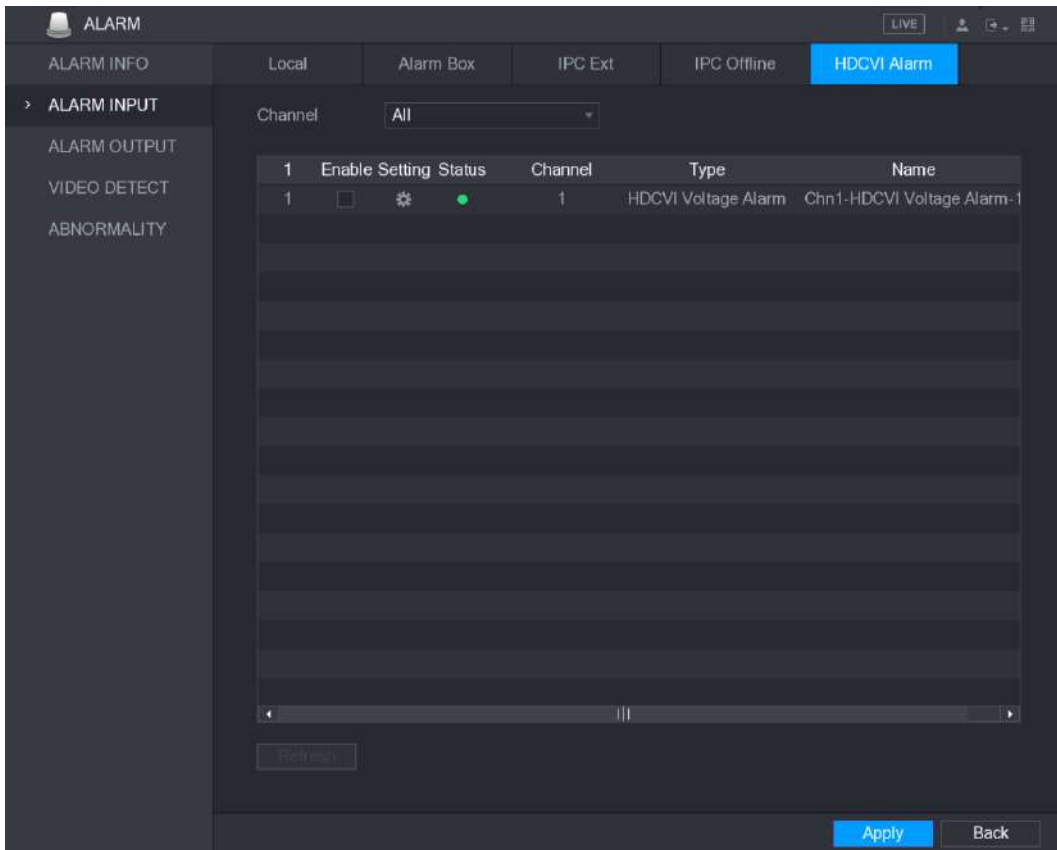 ALARM
LIVE
ALARM INFO
ALARM INPUT
ALARM OUTPUT
VIDEO DETECT
ABNORMALITY
Local Alarm Box IPC Ext IPC Offline HDCVI Alarm
Channel All
1 Enable Setting Status Channel Type Name
1 1 HDCVI Voltage Alarm Chn1-HDCVI Voltage Alarm-1
Refresh
Apply Back